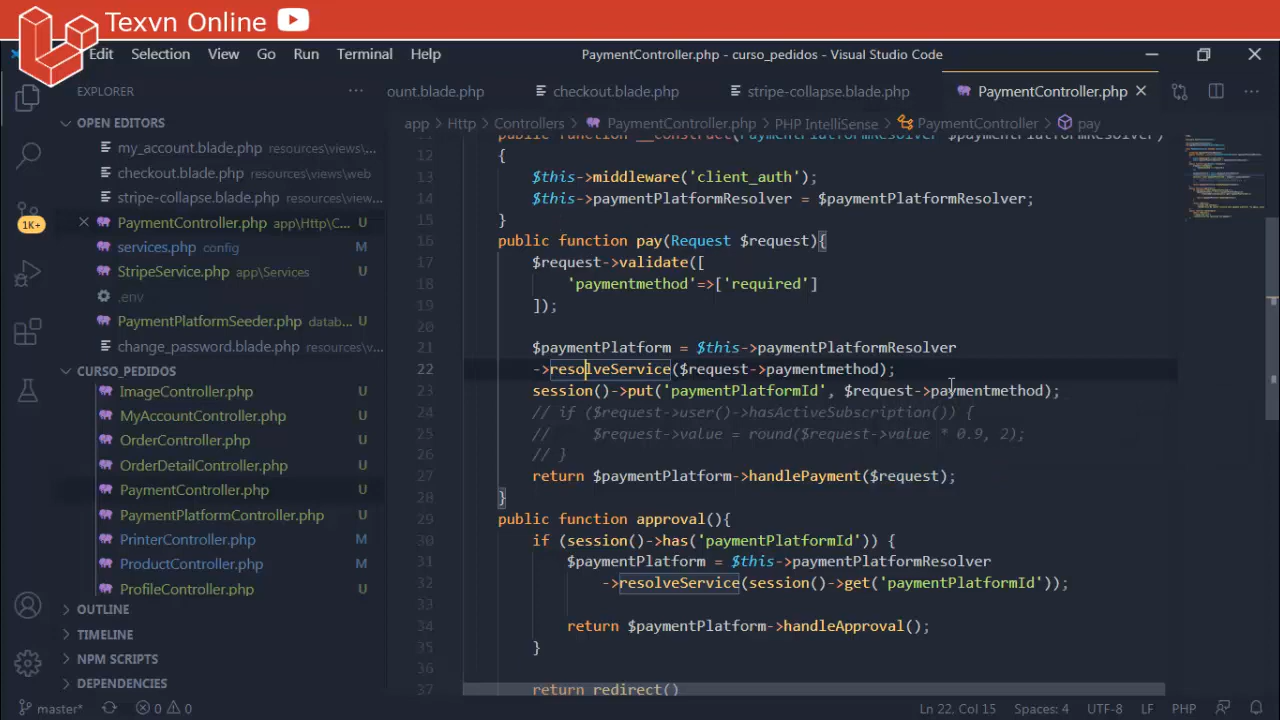 Texvn Online
Edit Selection View Go Run Terminal Help PaymentController.php - curso_pedidos - Visual Studio Code
EXPLORER
OPEN EDITORS
my_account.blade.php resources\views\...
checkout.blade.php resources\views\web
stripe-collapse.blade.php resources\v...
PaymentController.php app\Http\C... U
services.php config M
StripeService.php app\Services U
.env
PaymentPlatformSeeder.php datab... U
change_password.blade.php resources\v...
CURSO_PEDIDOS
ImageController.php U
MyAccountController.php U
OrderController.php U
OrderDetailController.php U
PaymentController.php U
PaymentPlatformController.php U
PrinterController.php M
ProductController.php M
ProfileController.php U
OUTLINE
TIMELINE
NPM SCRIPTS
DEPENDENCIES
1K+
ount.blade.php checkout.blade.php stripe-collapse.blade.php PaymentController.php
app > Http > Controllers > PaymentController.php > PHP IntelliSense > PaymentController > pay
11 public function __construct(PaymentPlatformResolver $paymentPlatformResolver)
12 {
13 $this->middleware('client_auth');
14 $this->paymentPlatformResolver = $paymentPlatformResolver;
15 }
16 public function pay(Request $request){
17 $request->validate([
18 'paymentmethod'=>['required']
19 ]);
20
21 $paymentPlatform = $this->paymentPlatformResolver
22 ->resolveService($request->paymentmethod);
23 session()->put('paymentPlatformId', $request->paymentmethod);
24 // if ($request->user()->hasActiveSubscription()) {
25 // $request->value = round($request->value * 0.9, 2);
26 // }
27 return $paymentPlatform->handlePayment($request);
28 }
29 public function approval(){
30 if (session()->has('paymentPlatformId')) {
31 $paymentPlatform = $this->paymentPlatformResolver
32 ->resolveService(session()->get('paymentPlatformId'));
33
34 return $paymentPlatform->handleApproval();
35 }
36
37 return redirect()
master* 0 0 Ln 22, Col 15 Spaces: 4 UTF-8 LF PHP